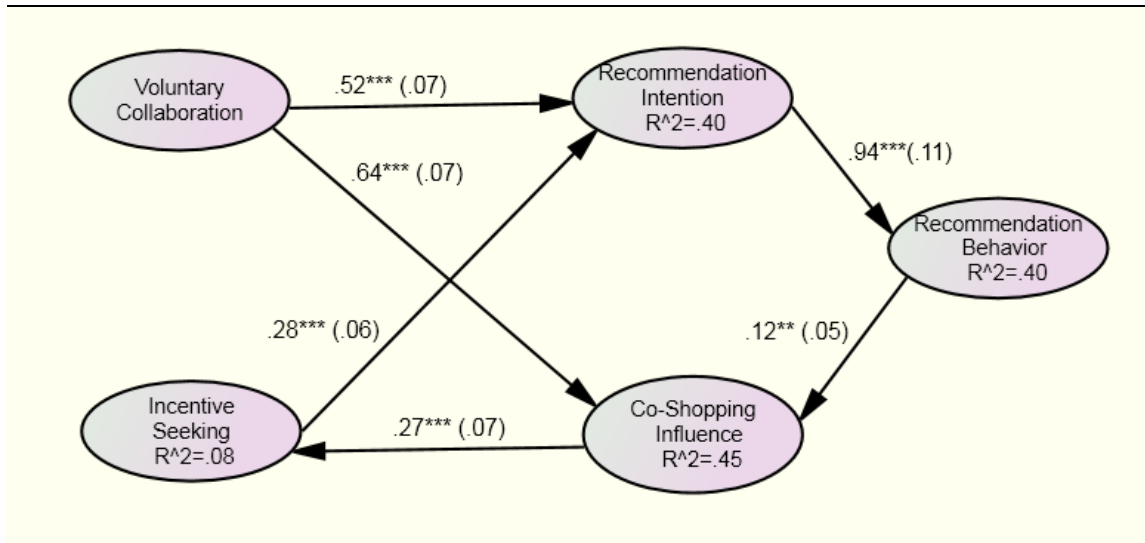 Voluntary
Collaboration
.52*** (.07)
Recommendation
Intention
R^2=.40
.64*** (.07)
.94***(.11)
Recommendation
Behavior
R^2=.40
.28*** (.06)
.12** (.05)
Incentive
Seeking
R^2=.08
.27*** (.07)
Co-Shopping
Influence
R^2=.45